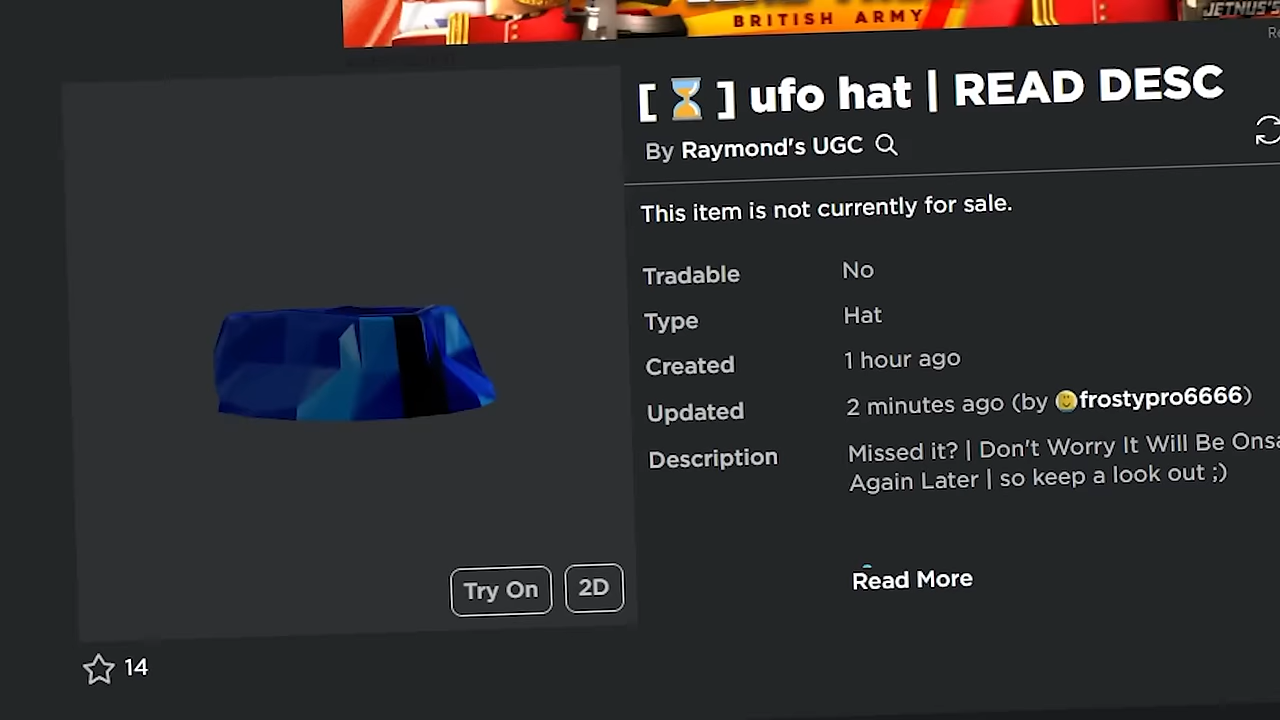 BRITISH ARMY
[ ⏳ ] ufo hat | READ DESC
By Raymond's UGC
This item is not currently for sale.
Tradable No
Type Hat
Created 1 hour ago
Updated 2 minutes ago (by frostypro6666)
Description Missed it? | Don't Worry It Will Be Onsa
Again Later | so keep a look out ;)
Read More
Try On 2D
14